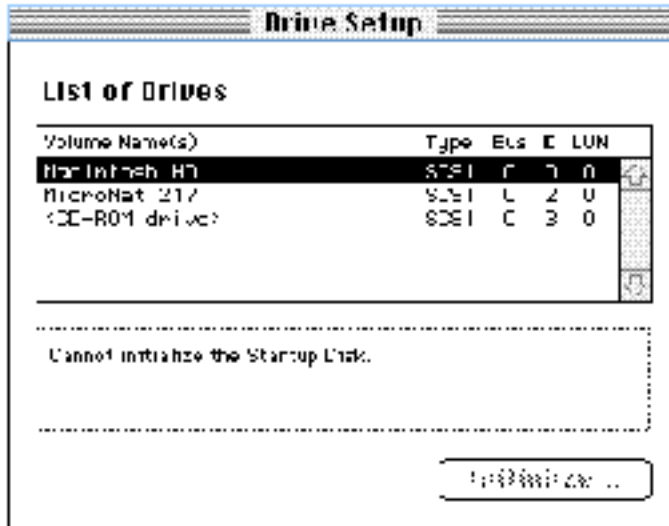 Drive Setup
List of Drives
Volume Name(s) Type Bus ID LUN
Macintosh HD SCSI 0 0 0
MicroNet 217 SCSI 0 2 0
<CD-ROM drive> SCSI 0 3 0
Cannot initialize the Startup Disk.
Initialize...